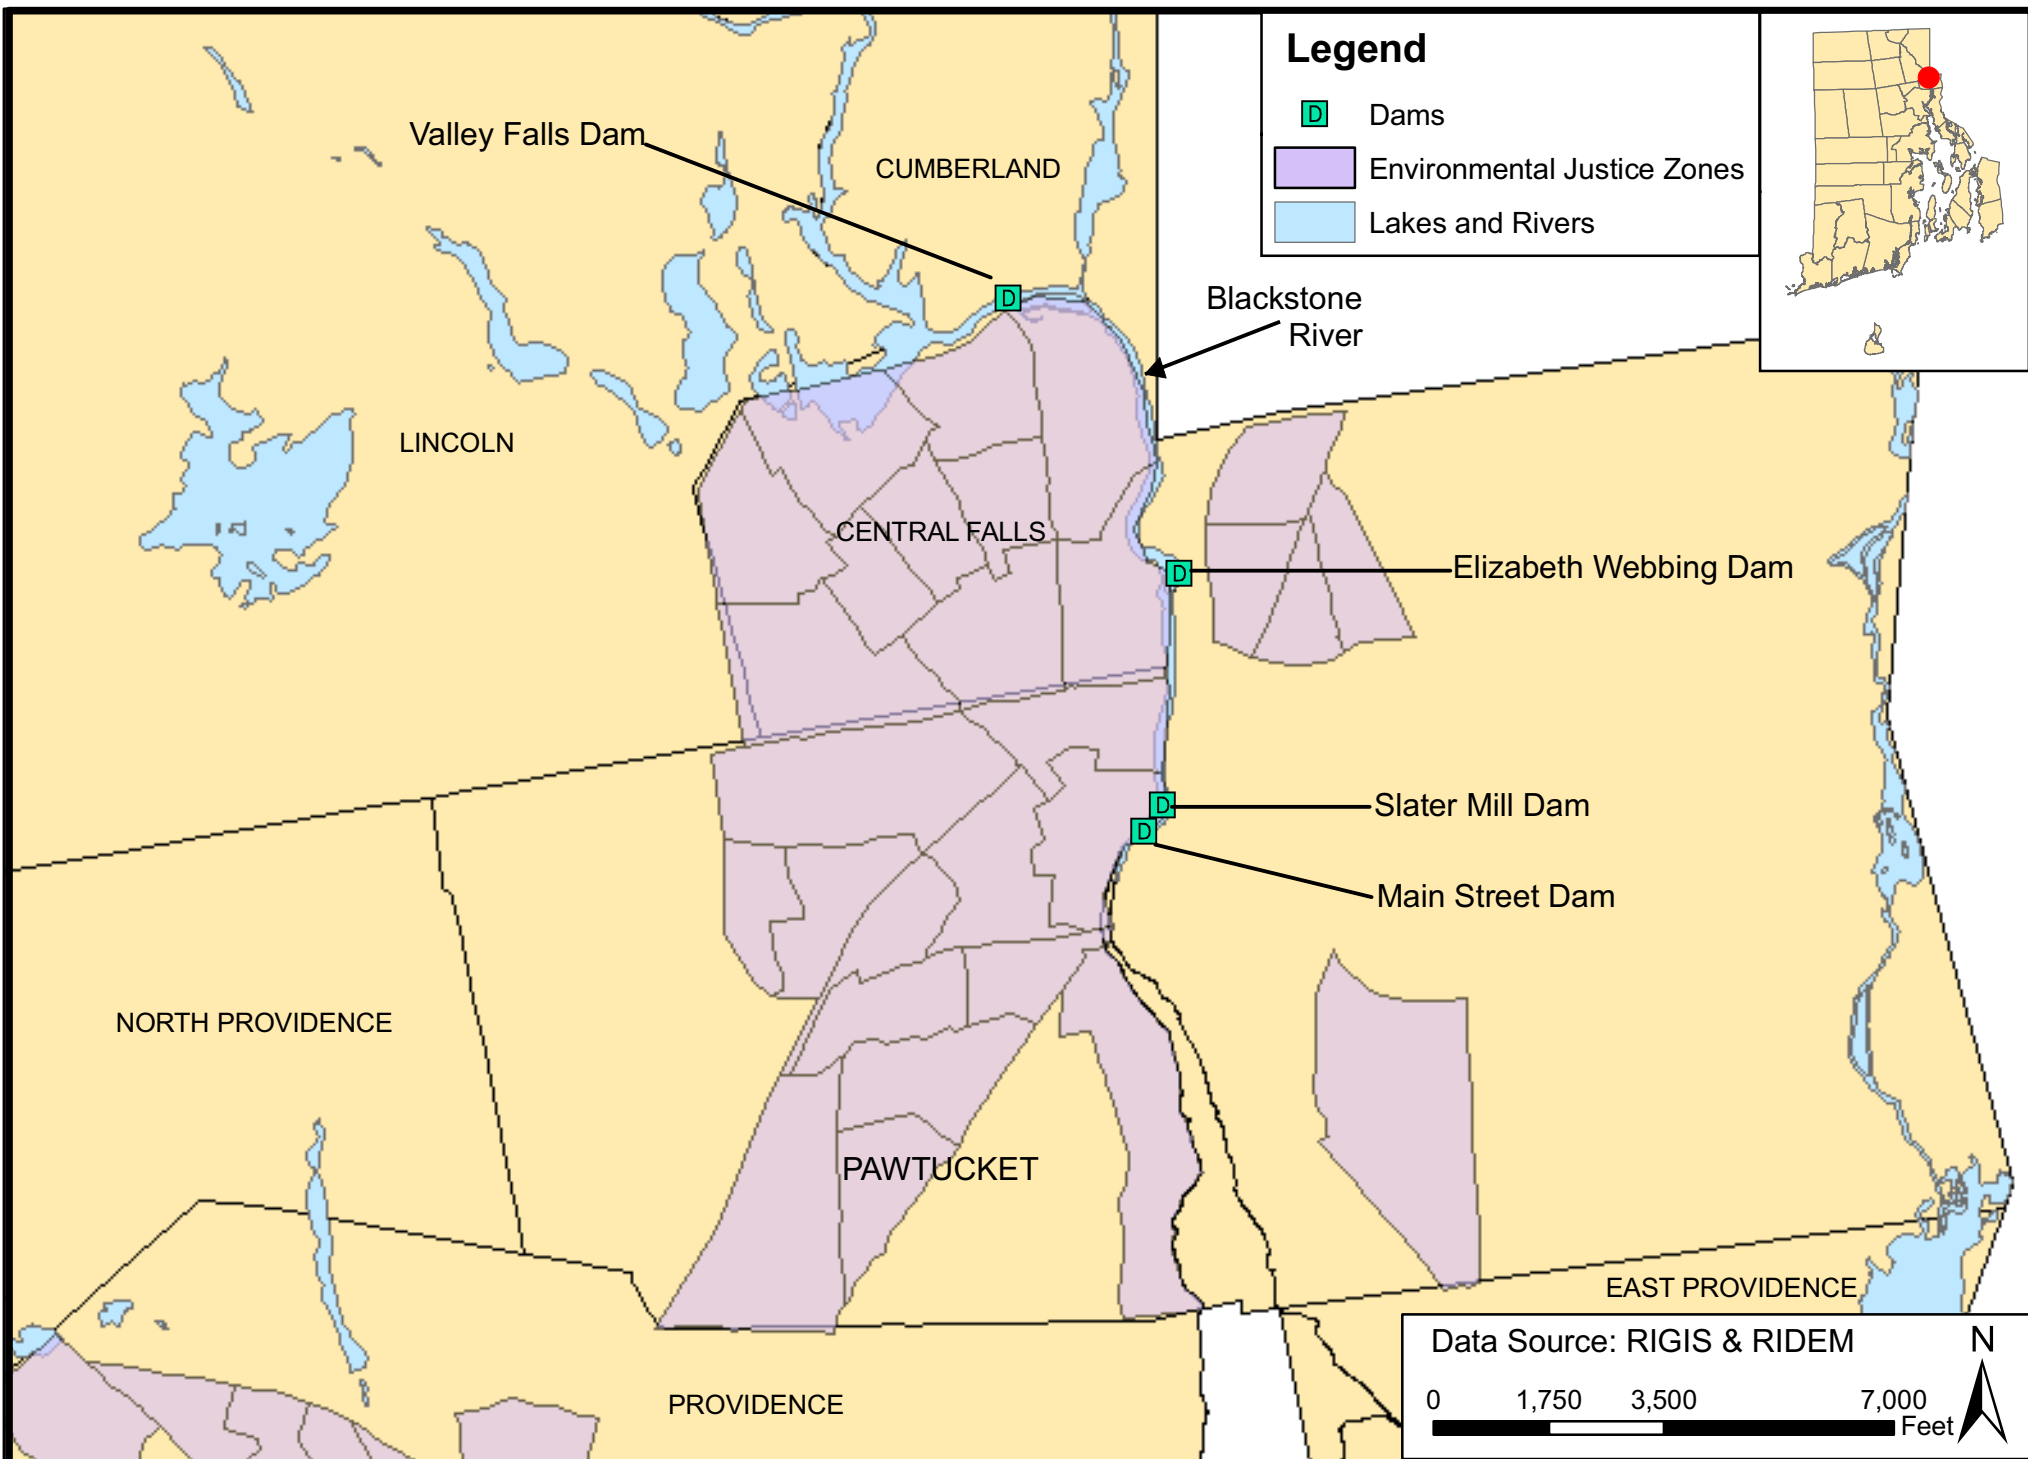 Legend
D Dams
Environmental Justice Zones
Lakes and Rivers
Valley Falls Dam
CUMBERLAND
D
Blackstone
River
LINCOLN
CENTRAL FALLS
D
Elizabeth Webbing Dam
D
Slater Mill Dam
D
Main Street Dam
NORTH PROVIDENCE
PAWTUCKET
EAST PROVIDENCE
PROVIDENCE
Data Source: RIGIS & RIDEM
N
0 1,750 3,500 7,000
Feet